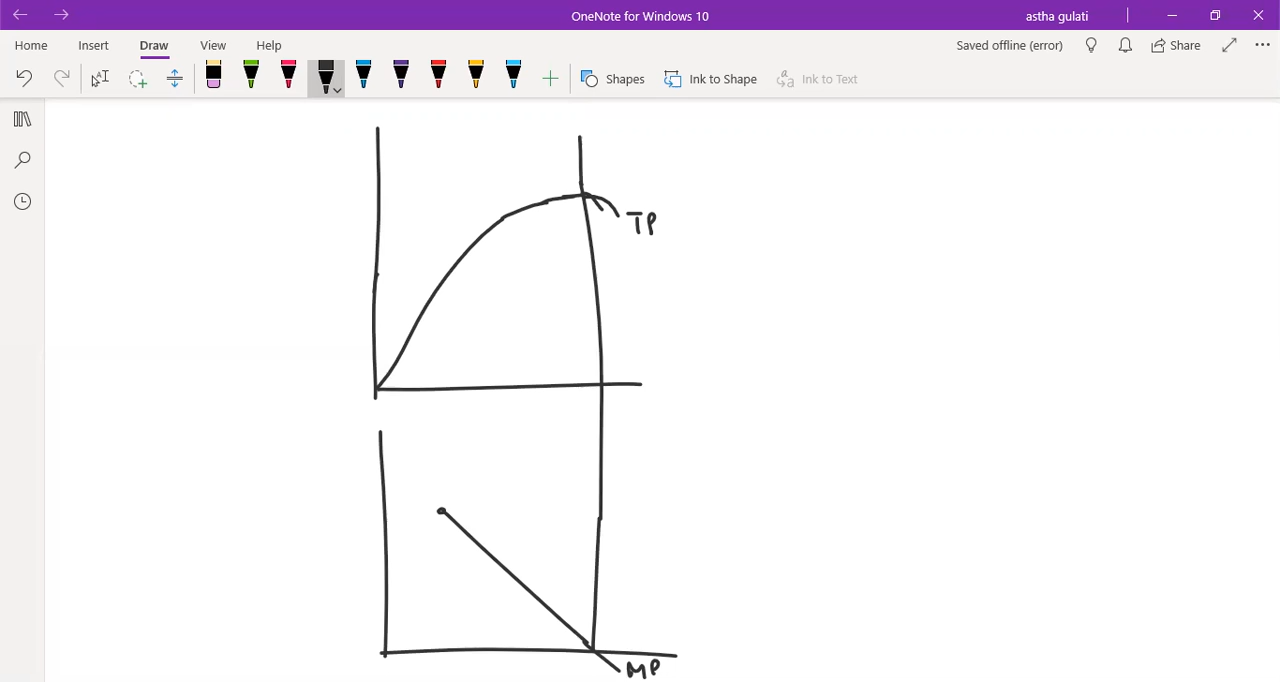 OneNote for Windows 10
astha gulati
Home Insert Draw View Help
Saved offline (error)
Share
Shapes
Ink to Shape
Ink to Text
TP
MP